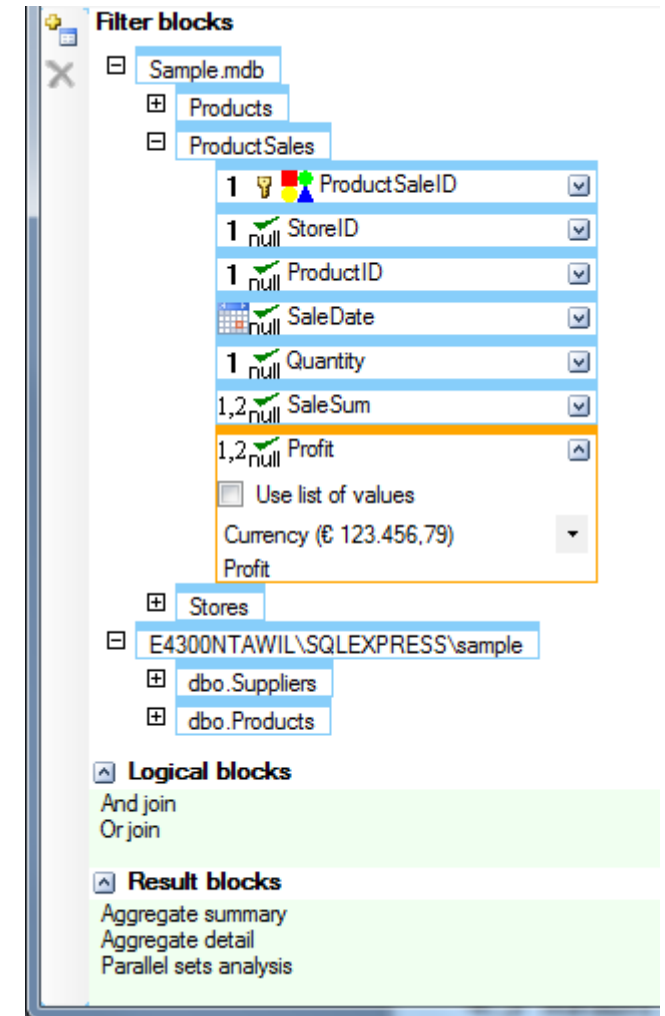 Filter blocks
Sample.mdb
Products
ProductSales
1 ProductSaleID
1 null StoreID
1 null ProductID
null SaleDate
1 null Quantity
1,2 null SaleSum
1,2 null Profit
Use list of values
Currency (€ 123.456,79)
Profit
Stores
E4300NTAWIL\SQLEXPRESS\sample
dbo.Suppliers
dbo.Products
Logical blocks
And join
Or join
Result blocks
Aggregate summary
Aggregate detail
Parallel sets analysis